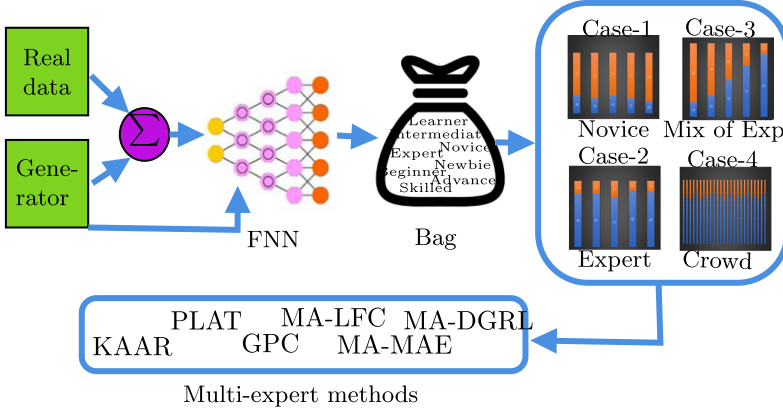 Real
data
Gene-
rator
Σ
FNN
Learner
Intermediat
Novice
Expert
Newbie
Beginner
Advance
Skilled
Bag
Case-1
Novice
Case-3
Mix of Exp
Case-2
Expert
Case-4
Crowd
PLAT
MA-LFC
MA-DGRL
KAAR
GPC
MA-MAE
Multi-expert methods